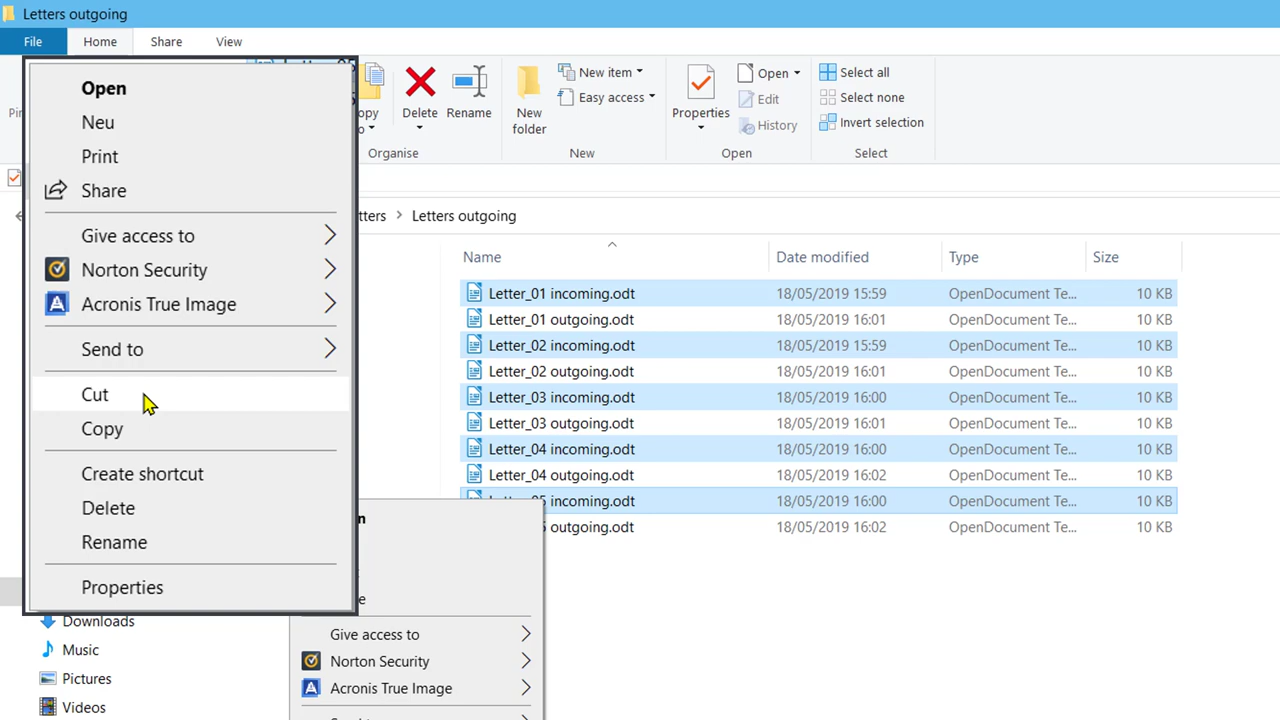 Letters outgoing
File Home Share View
Open
Neu
Print
Share
Give access to
Norton Security
Acronis True Image
Send to
Cut
Copy
Create shortcut
Delete
Rename
Properties
Delete
Rename
New
folder
New item
Easy access
Properties
Open
Edit
History
Select all
Select none
Invert selection
Organise New Open Select
Letters outgoing
Name Date modified Type Size
Letter_01 incoming.odt 18/05/2019 15:59 OpenDocument Te... 10 KB
Letter_01 outgoing.odt 18/05/2019 16:01 OpenDocument Te... 10 KB
Letter_02 incoming.odt 18/05/2019 15:59 OpenDocument Te... 10 KB
Letter_02 outgoing.odt 18/05/2019 16:01 OpenDocument Te... 10 KB
Letter_03 incoming.odt 18/05/2019 16:00 OpenDocument Te... 10 KB
Letter_03 outgoing.odt 18/05/2019 16:01 OpenDocument Te... 10 KB
Letter_04 incoming.odt 18/05/2019 16:00 OpenDocument Te... 10 KB
Letter_04 outgoing.odt 18/05/2019 16:02 OpenDocument Te... 10 KB
incoming.odt 18/05/2019 16:00 OpenDocument Te... 10 KB
outgoing.odt 18/05/2019 16:02 OpenDocument Te... 10 KB
Downloads
Music
Pictures
Videos
Give access to
Norton Security
Acronis True Image